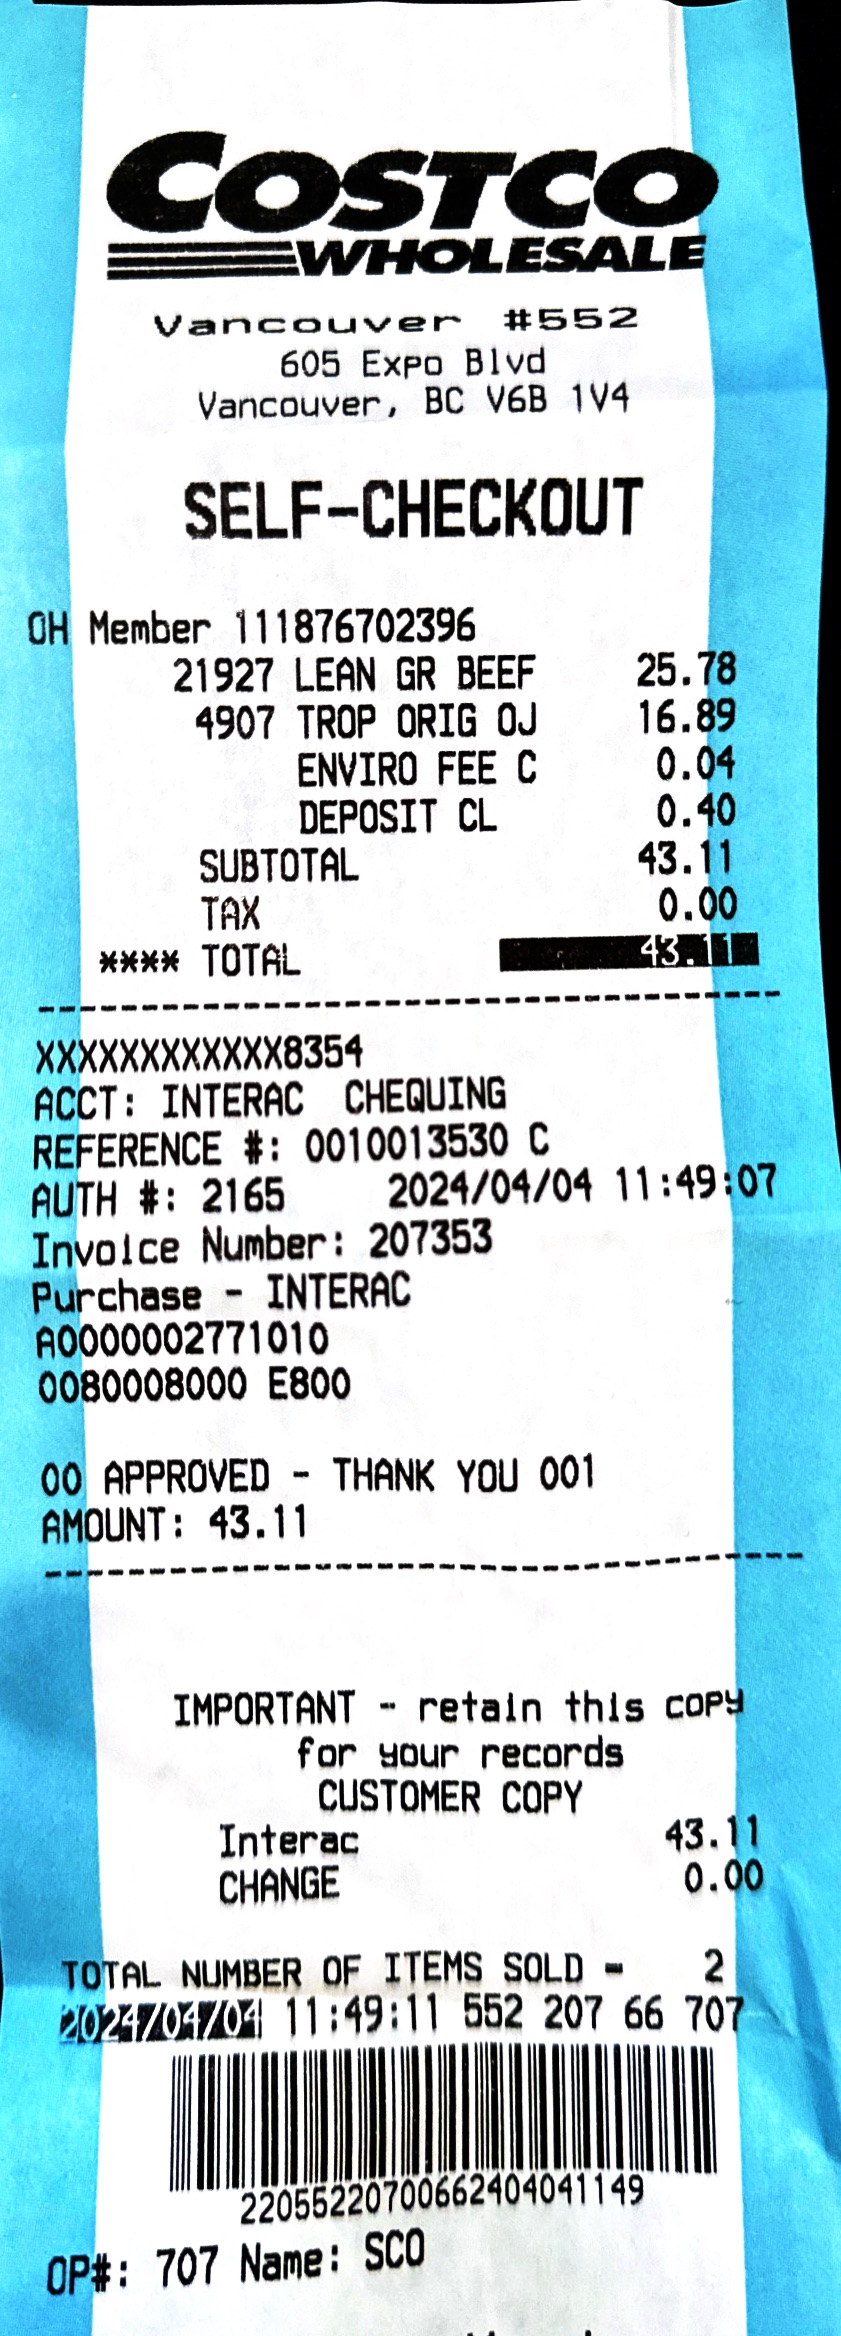 COSTCO
WHOLESALE
Vancouver #552
605 Expo Blvd
Vancouver, BC V6B 1V4
SELF-CHECKOUT
OH Member 111876702396
21927 LEAN GR BEEF 25.78
4907 TROP ORIG OJ 16.89
ENVIRO FEE C 0.04
DEPOSIT CL 0.40
SUBTOTAL 43.11
TAX 0.00
**** TOTAL 43.11
XXXXXXXXXXXX8354
ACCT: INTERAC CHEQUING
REFERENCE #: 0010013530 C
AUTH #: 2165 2024/04/04 11:49:07
Invoice Number: 207353
Purchase - INTERAC
A0000002771010
0080008000 E800
00 APPROVED - THANK YOU 001
AMOUNT: 43.11
IMPORTANT - retain this copy
for your records
CUSTOMER COPY
Interac 43.11
CHANGE 0.00
TOTAL NUMBER OF ITEMS SOLD - 2
2024/04/04 11:49:11 552 207 66 707
22055220700662404041149
OP#: 707 Name: SCO